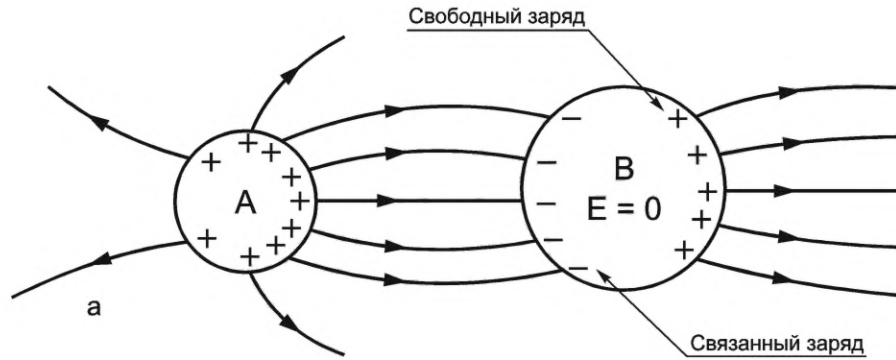 Свободный заряд
A
B
E = 0
а
Связанный заряд